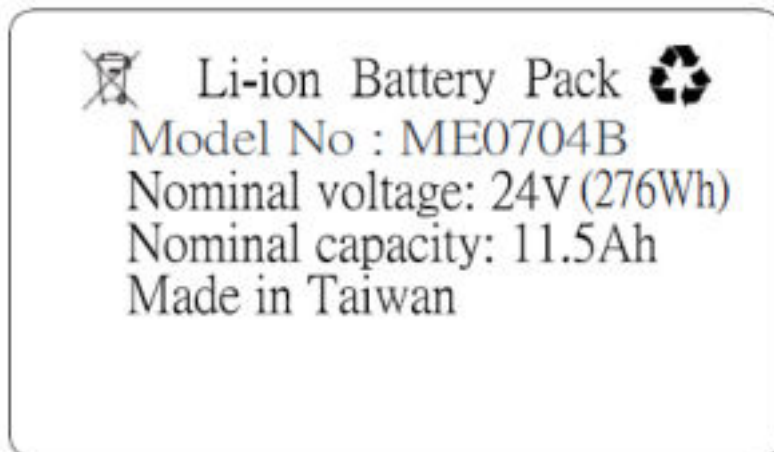 Li-ion Battery Pack
Model No : ME0704B
Nominal voltage: 24V (276Wh)
Nominal capacity: 11.5Ah
Made in Taiwan